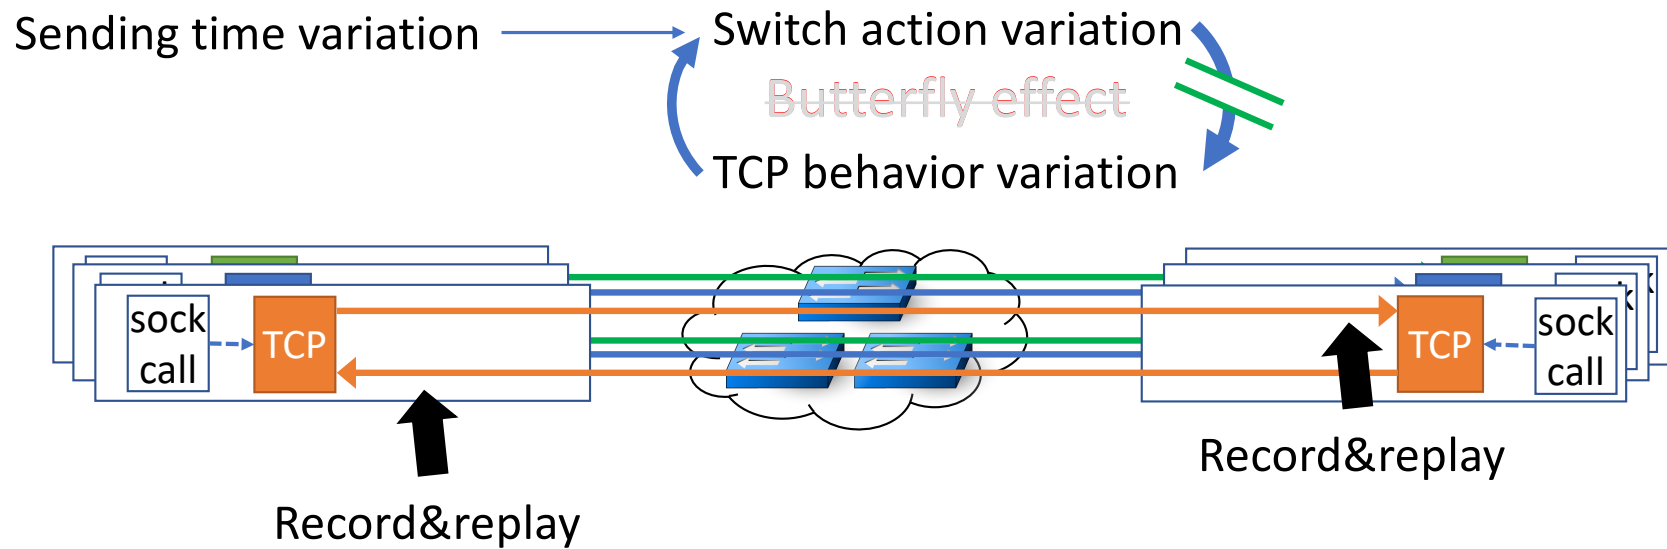 Sending time variation
Switch action variation
Butterfly effect
TCP behavior variation
sock
call
TCP
TCP
sock
call
Record&replay
Record&replay